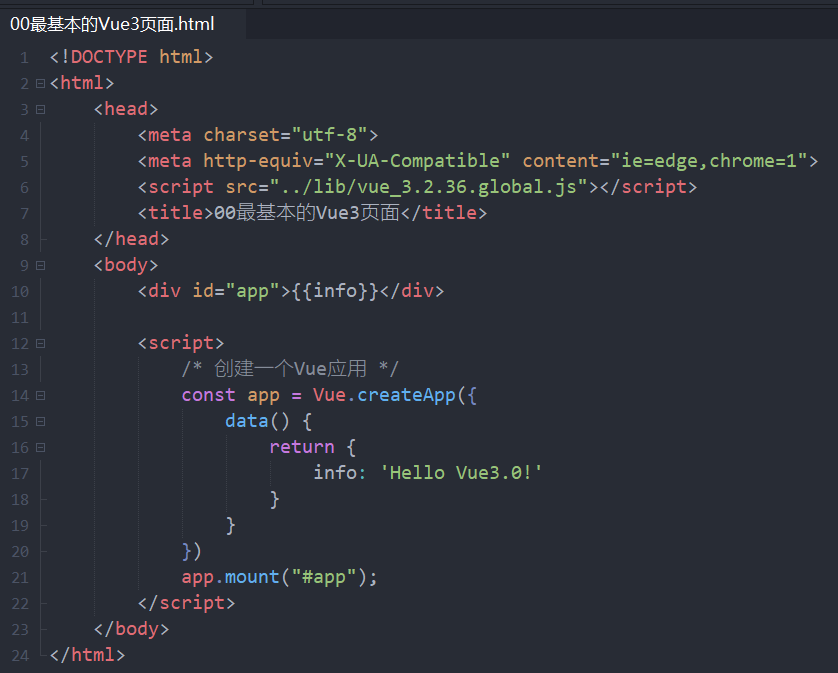 00最基本的Vue3页面.html
1 <!DOCTYPE html>
2 <html>
3 <head>
4 <meta charset="utf-8">
5 <meta http-equiv="X-UA-Compatible" content="ie=edge,chrome=1">
6 <script src="../lib/vue_3.2.36.global.js"></script>
7 <title>00最基本的Vue3页面</title>
8 </head>
9 <body>
10 <div id="app">{{info}}</div>
11
12 <script>
13 /* 创建一个Vue应用 */
14 const app = Vue.createApp({
15 data() {
16 return {
17 info: 'Hello Vue3.0!'
18 }
19 }
20 })
21 app.mount("#app");
22 </script>
23 </body>
24 </html>